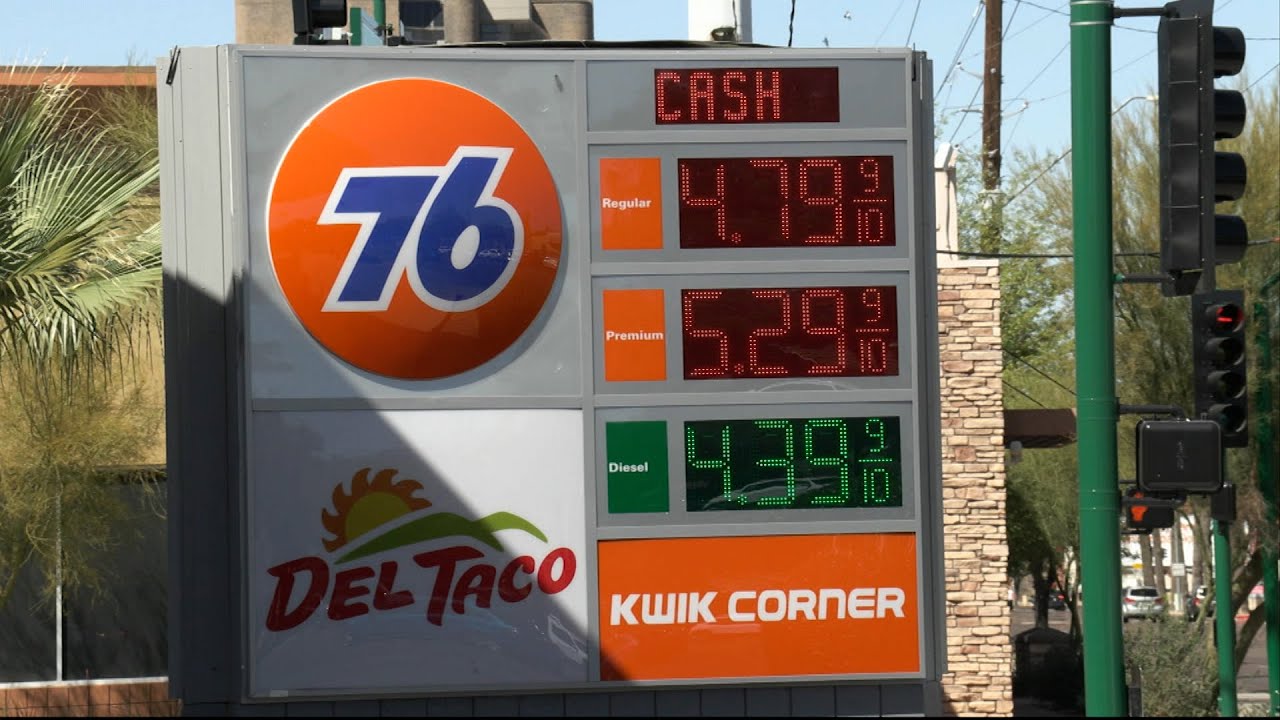 76
CASH
Regular 4.79 9/10
Premium 5.29 9/10
Diesel 4.39 9/10
DEL TACO
KWIK CORNER